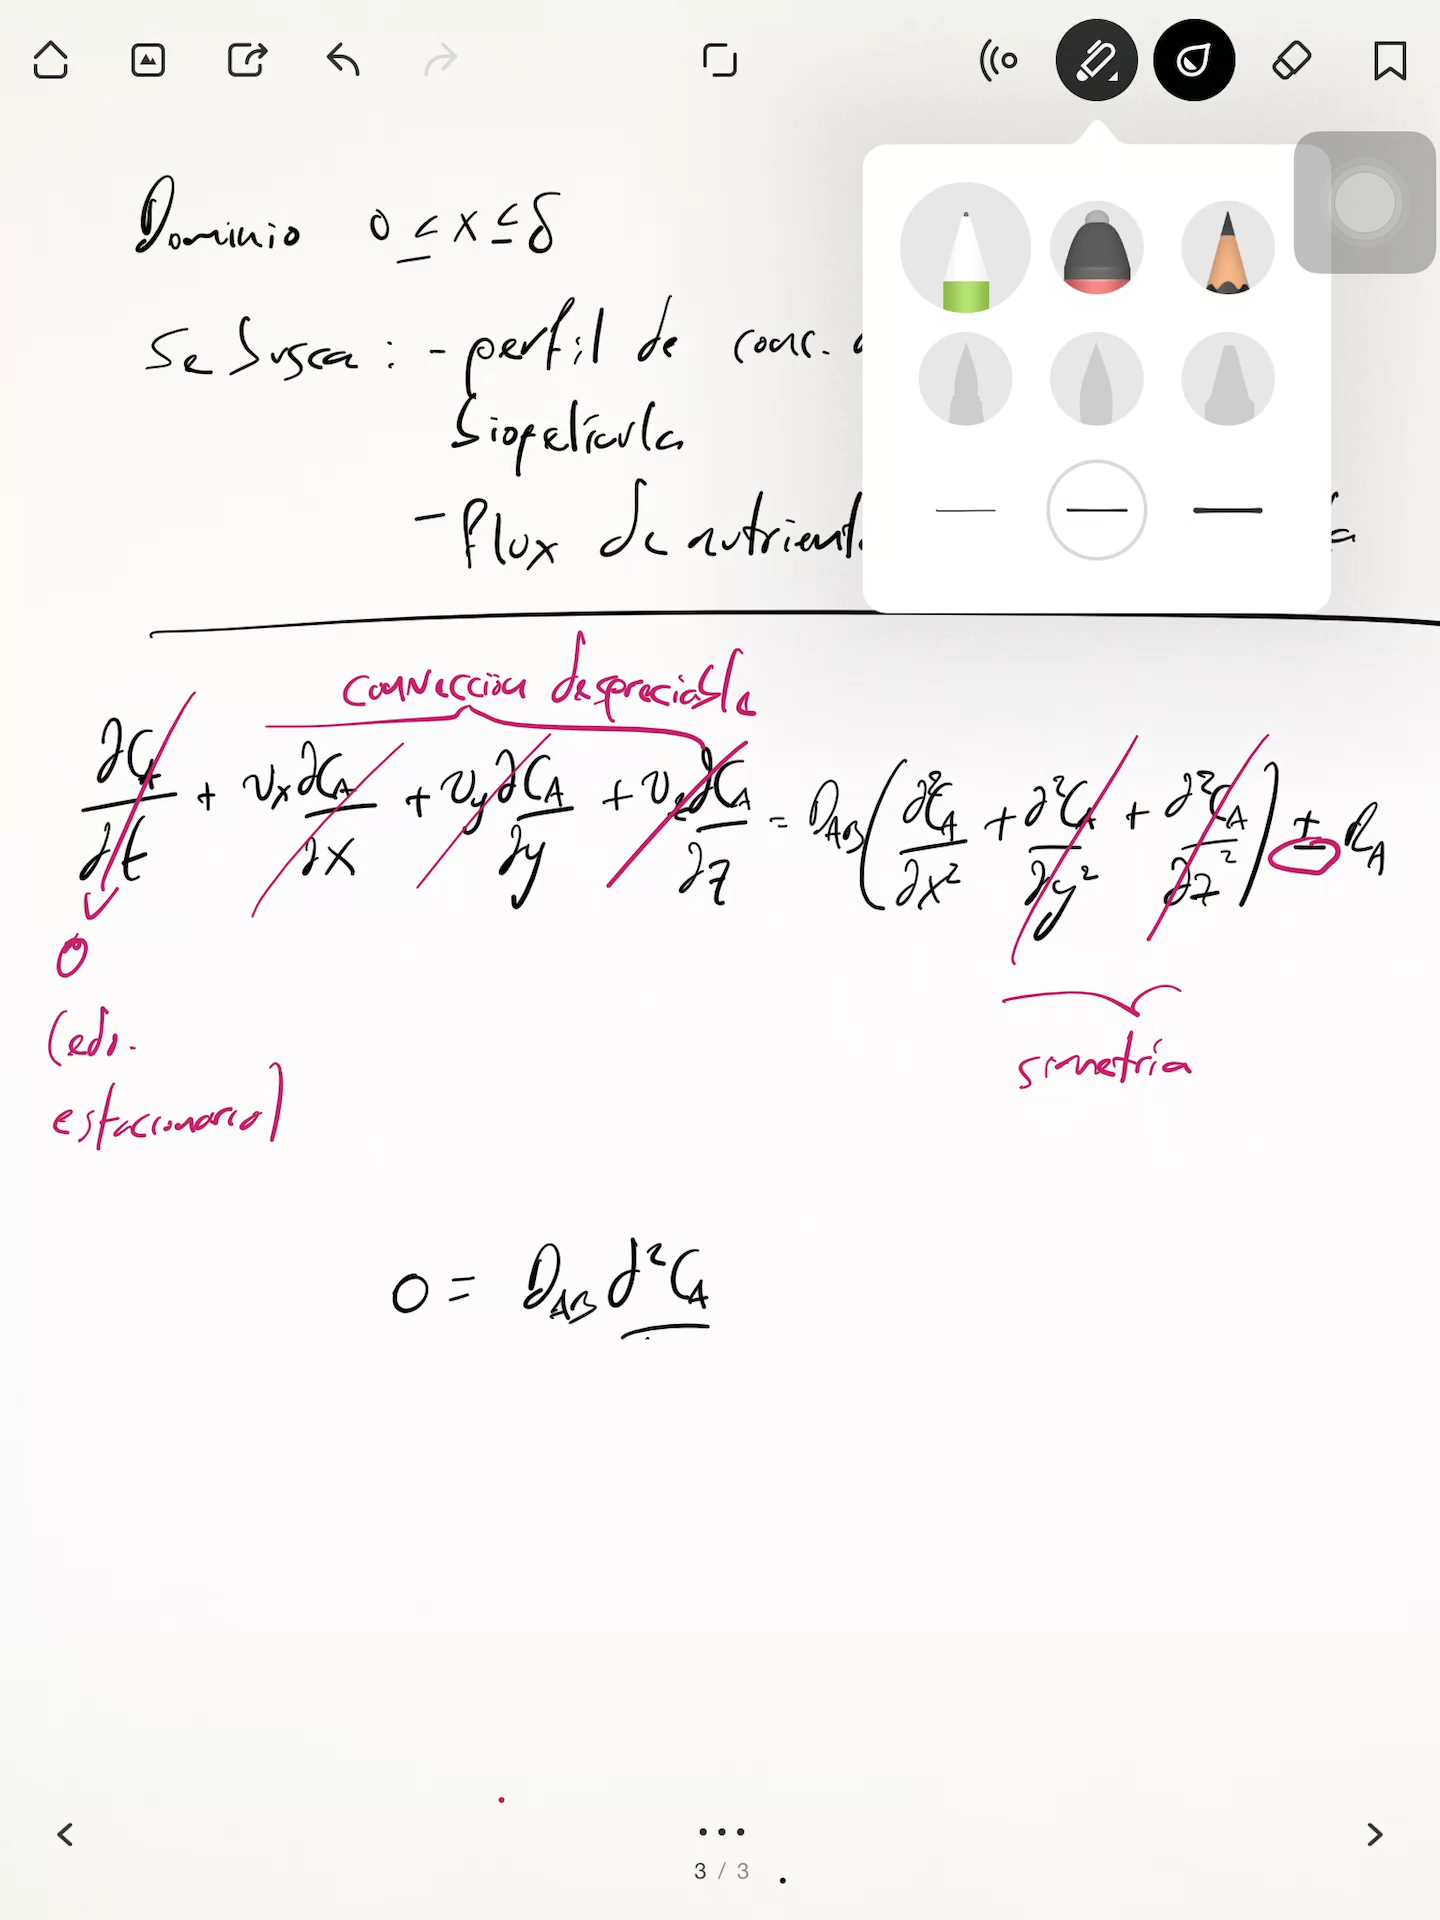 Dominio 0 ≤ x ≤ δ
Se busca : - perfil de conc.
biopelícula
- Flux de nutrient
convección despreciable
∂C_A/∂t + v_x ∂C_A/∂x + v_y ∂C_A/∂y + v_z ∂C_A/∂z = D_AB (∂²C_A/∂x² + ∂²C_A/∂y² + ∂²C_A/∂z²) ± R_A
0
(edo.
estacionario)
simetría
0 = D_AB d²C_A
3 / 3